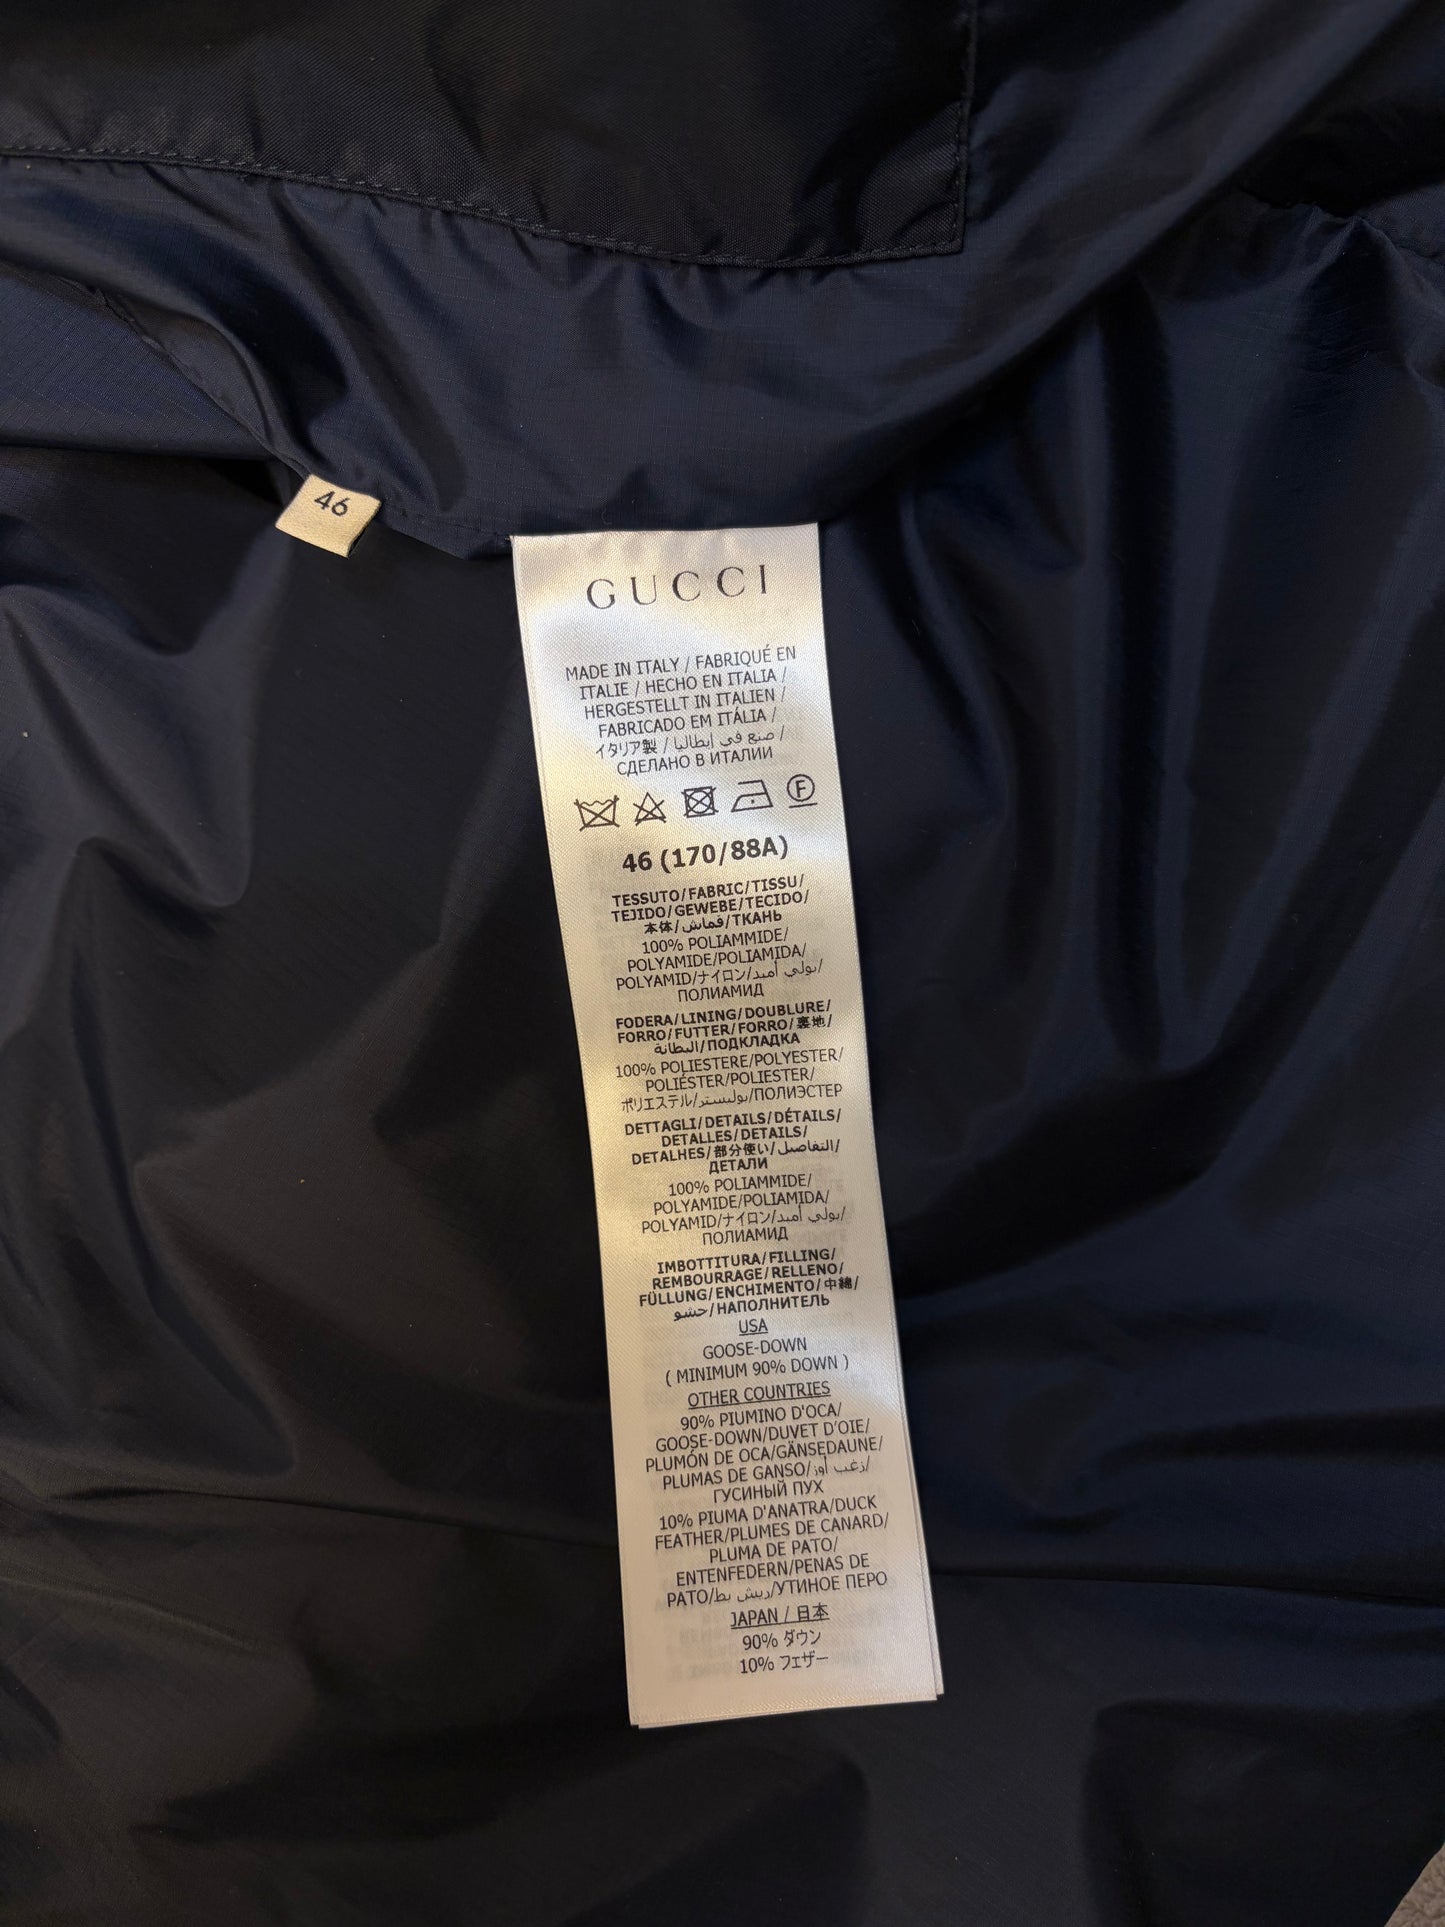 46
GUCCI
MADE IN ITALY / FABRIQUÉ EN
ITALIE / HECHO EN ITALIA /
HERGESTELLT IN ITALIEN /
FABRICADO EM ITÁLIA /
イタリア製 / صنع في إيطاليا /
СДЕЛАНО В ИТАЛИИ
F
46 (170/88A)
TESSUTO/FABRIC/TISSU/
TEJIDO/GEWEBE/TECIDO/
本体/قماش/ТКАНЬ
100% POLIAMMIDE/
POLYAMIDE/POLIAMIDA/
POLYAMID/ナイロン/بولي أميد/
ПОЛИАМИД
FODERA/LINING/DOUBLURE/
FORRO/FUTTER/FORRO/裏地/
البطانة/ПОДКЛАДКА
100% POLIESTERE/POLYESTER/
POLIÉSTER/POLIESTER/
ポリエステル/بوليستر/ПОЛИЭСТЕР
DETTAGLI/DETAILS/DÉTAILS/
DETALLES/DETAILS/
DETALHES/部分使い/التفاصيل/
ДЕТАЛИ
100% POLIAMMIDE/
POLYAMIDE/POLIAMIDA/
POLYAMID/ナイロン/بولي أميد/
ПОЛИАМИД
IMBOTTITURA/FILLING/
REMBOURRAGE/RELLENO/
FÜLLUNG/ENCHIMENTO/中綿/
حشو/НАПОЛНИТЕЛЬ
USA
GOOSE-DOWN
( MINIMUM 90% DOWN )
OTHER COUNTRIES
90% PIUMINO D'OCA/
GOOSE-DOWN/DUVET D'OIE/
PLUMÓN DE OCA/GÄNSEDAUNE/
PLUMAS DE GANSO/زغب أوز/
ГУСИНЫЙ ПУХ
10% PIUMA D'ANATRA/DUCK
FEATHER/PLUMES DE CANARD/
PLUMA DE PATO/
ENTENFEDERN/PENAS DE
PATO/ريش بط/УТИНОЕ ПЕРО
JAPAN / 日本
90% ダウン
10% フェザー